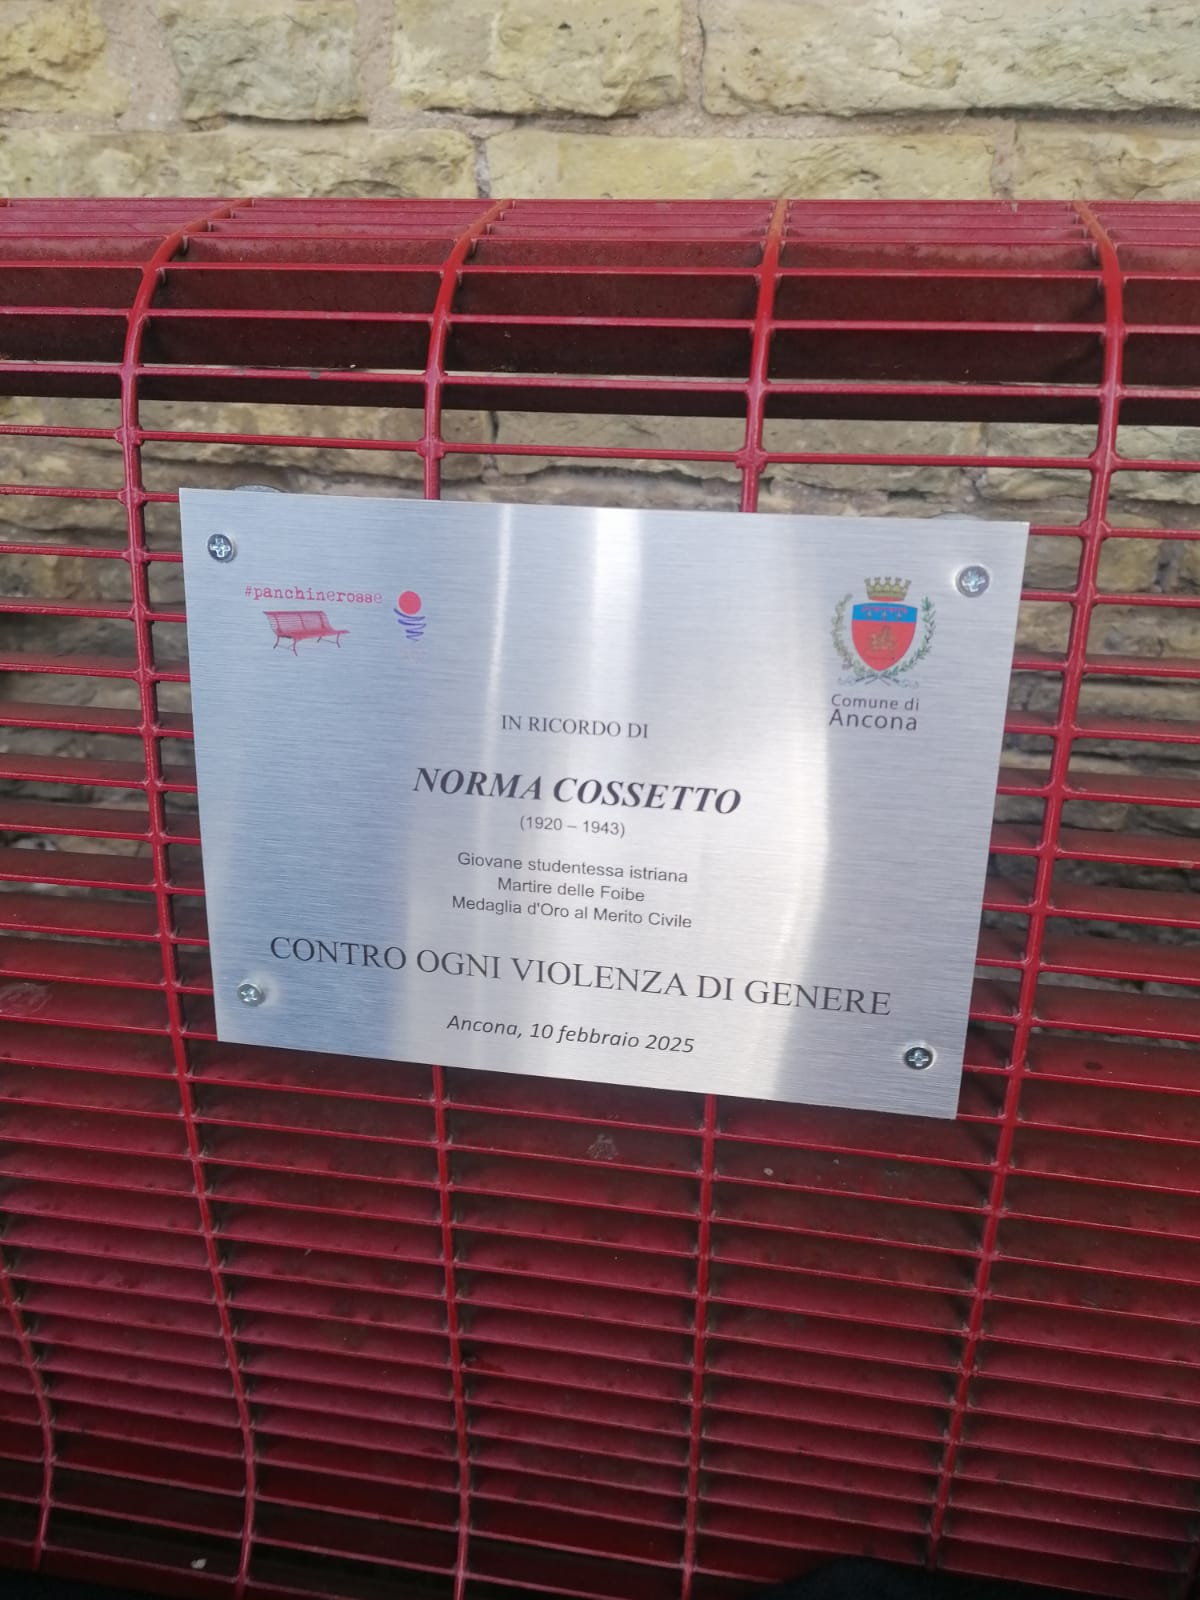 #panchinerosse
Comune di
Ancona
IN RICORDO DI
NORMA COSSETTO
(1920 – 1943)
Giovane studentessa istriana
Martire delle Foibe
Medaglia d'Oro al Merito Civile
CONTRO OGNI VIOLENZA DI GENERE
Ancona, 10 febbraio 2025